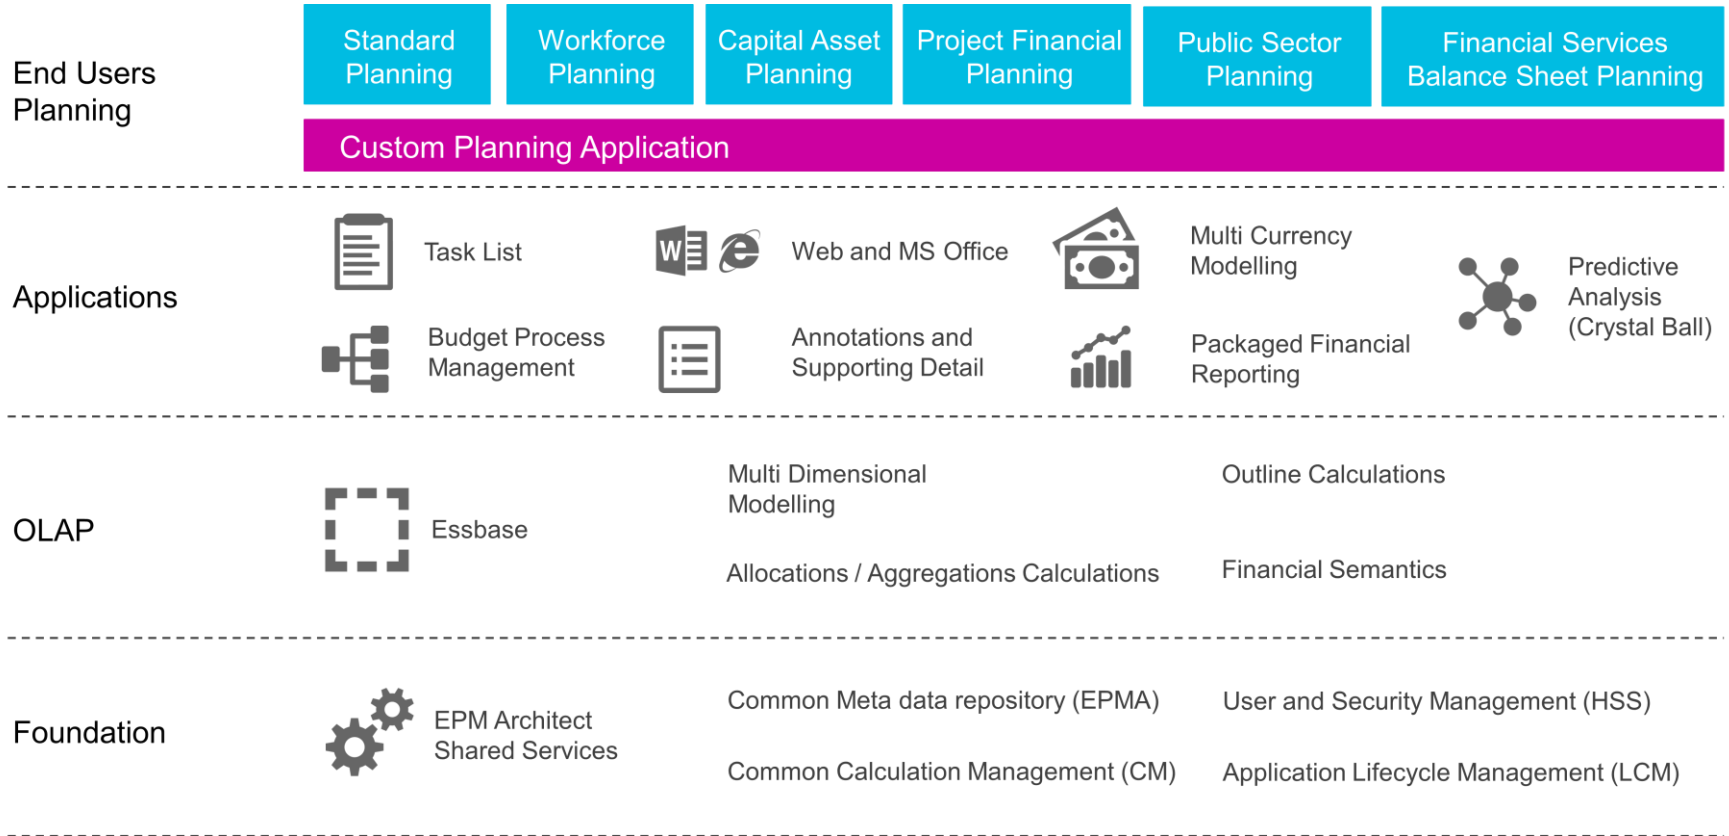 End Users
Planning
Standard
Planning
Workforce
Planning
Capital Asset
Planning
Project Financial
Planning
Public Sector
Planning
Financial Services
Balance Sheet Planning
Custom Planning Application
Applications
Task List
W
Web and MS Office
Multi Currency
Modelling
Predictive
Analysis
(Crystal Ball)
Budget Process
Management
Annotations and
Supporting Detail
Packaged Financial
Reporting
OLAP
Essbase
Multi Dimensional
Modelling
Outline Calculations
Allocations / Aggregations Calculations
Financial Semantics
Foundation
EPM Architect
Shared Services
Common Meta data repository (EPMA)
User and Security Management (HSS)
Common Calculation Management (CM)
Application Lifecycle Management (LCM)